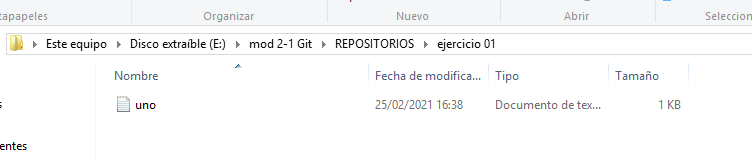 tapapeles Organizar Nuevo Abrir Seleccion
Este equipo Disco extraíble (E:) mod 2-1 Git REPOSITORIOS ejercicio 01
Nombre Fecha de modifica... Tipo Tamaño
uno 25/02/2021 16:38 Documento de tex... 1 KB
s
entes